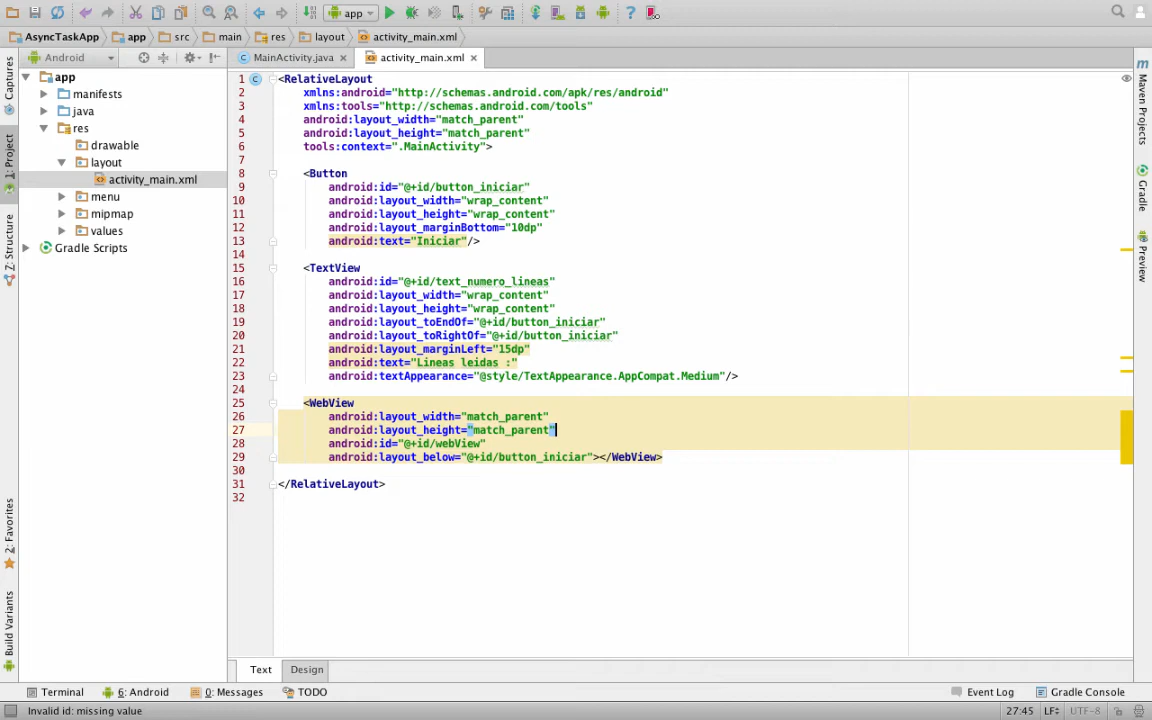 app
AsyncTaskApp app src main res layout activity_main.xml
Android MainActivity.java activity_main.xml
app
manifests
java
res
drawable
layout
activity_main.xml
menu
mipmap
values
Gradle Scripts
Captures
1: Project
7: Structure
2: Favorites
Build Variants
1 <RelativeLayout
2 xmlns:android="http://schemas.android.com/apk/res/android"
3 xmlns:tools="http://schemas.android.com/tools"
4 android:layout_width="match_parent"
5 android:layout_height="match_parent"
6 tools:context=".MainActivity">
7
8 <Button
9 android:id="@+id/button_iniciar"
10 android:layout_width="wrap_content"
11 android:layout_height="wrap_content"
12 android:layout_marginBottom="10dp"
13 android:text="Iniciar"/>
14
15 <TextView
16 android:id="@+id/text_numero_lineas"
17 android:layout_width="wrap_content"
18 android:layout_height="wrap_content"
19 android:layout_toEndOf="@+id/button_iniciar"
20 android:layout_toRightOf="@+id/button_iniciar"
21 android:layout_marginLeft="15dp"
22 android:text="Lineas leidas :"
23 android:textAppearance="@style/TextAppearance.AppCompat.Medium"/>
24
25 <WebView
26 android:layout_width="match_parent"
27 android:layout_height="match_parent"
28 android:id="@+id/webView"
29 android:layout_below="@+id/button_iniciar"></WebView>
30
31 </RelativeLayout>
32
Maven Projects
Gradle
Preview
Text Design
Terminal 6: Android 0: Messages TODO Event Log Gradle Console
Invalid id: missing value 27:45 LF÷ UTF-8